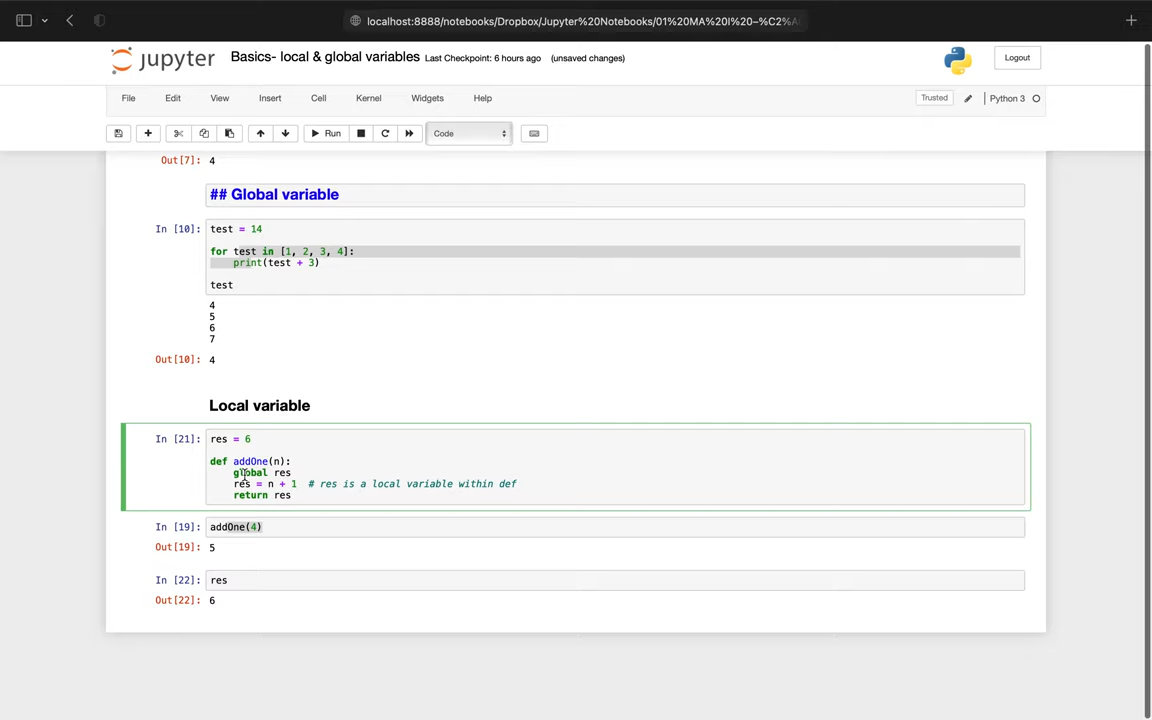 localhost:8888/notebooks/Dropbox/Jupyter%20Notebooks/01%20MA%20I%20–%C2%A
jupyter Basics- local & global variables Last Checkpoint: 6 hours ago (unsaved changes) Logout
File Edit View Insert Cell Kernel Widgets Help Trusted Python 3
Run Code
Out[7]: 4
## Global variable
In [10]: test = 14
for test in [1, 2, 3, 4]:
print(test + 3)
test
4
5
6
7
Out[10]: 4
Local variable
In [21]: res = 6
def addOne(n):
global res
res = n + 1 # res is a local variable within def
return res
In [19]: addOne(4)
Out[19]: 5
In [22]: res
Out[22]: 6